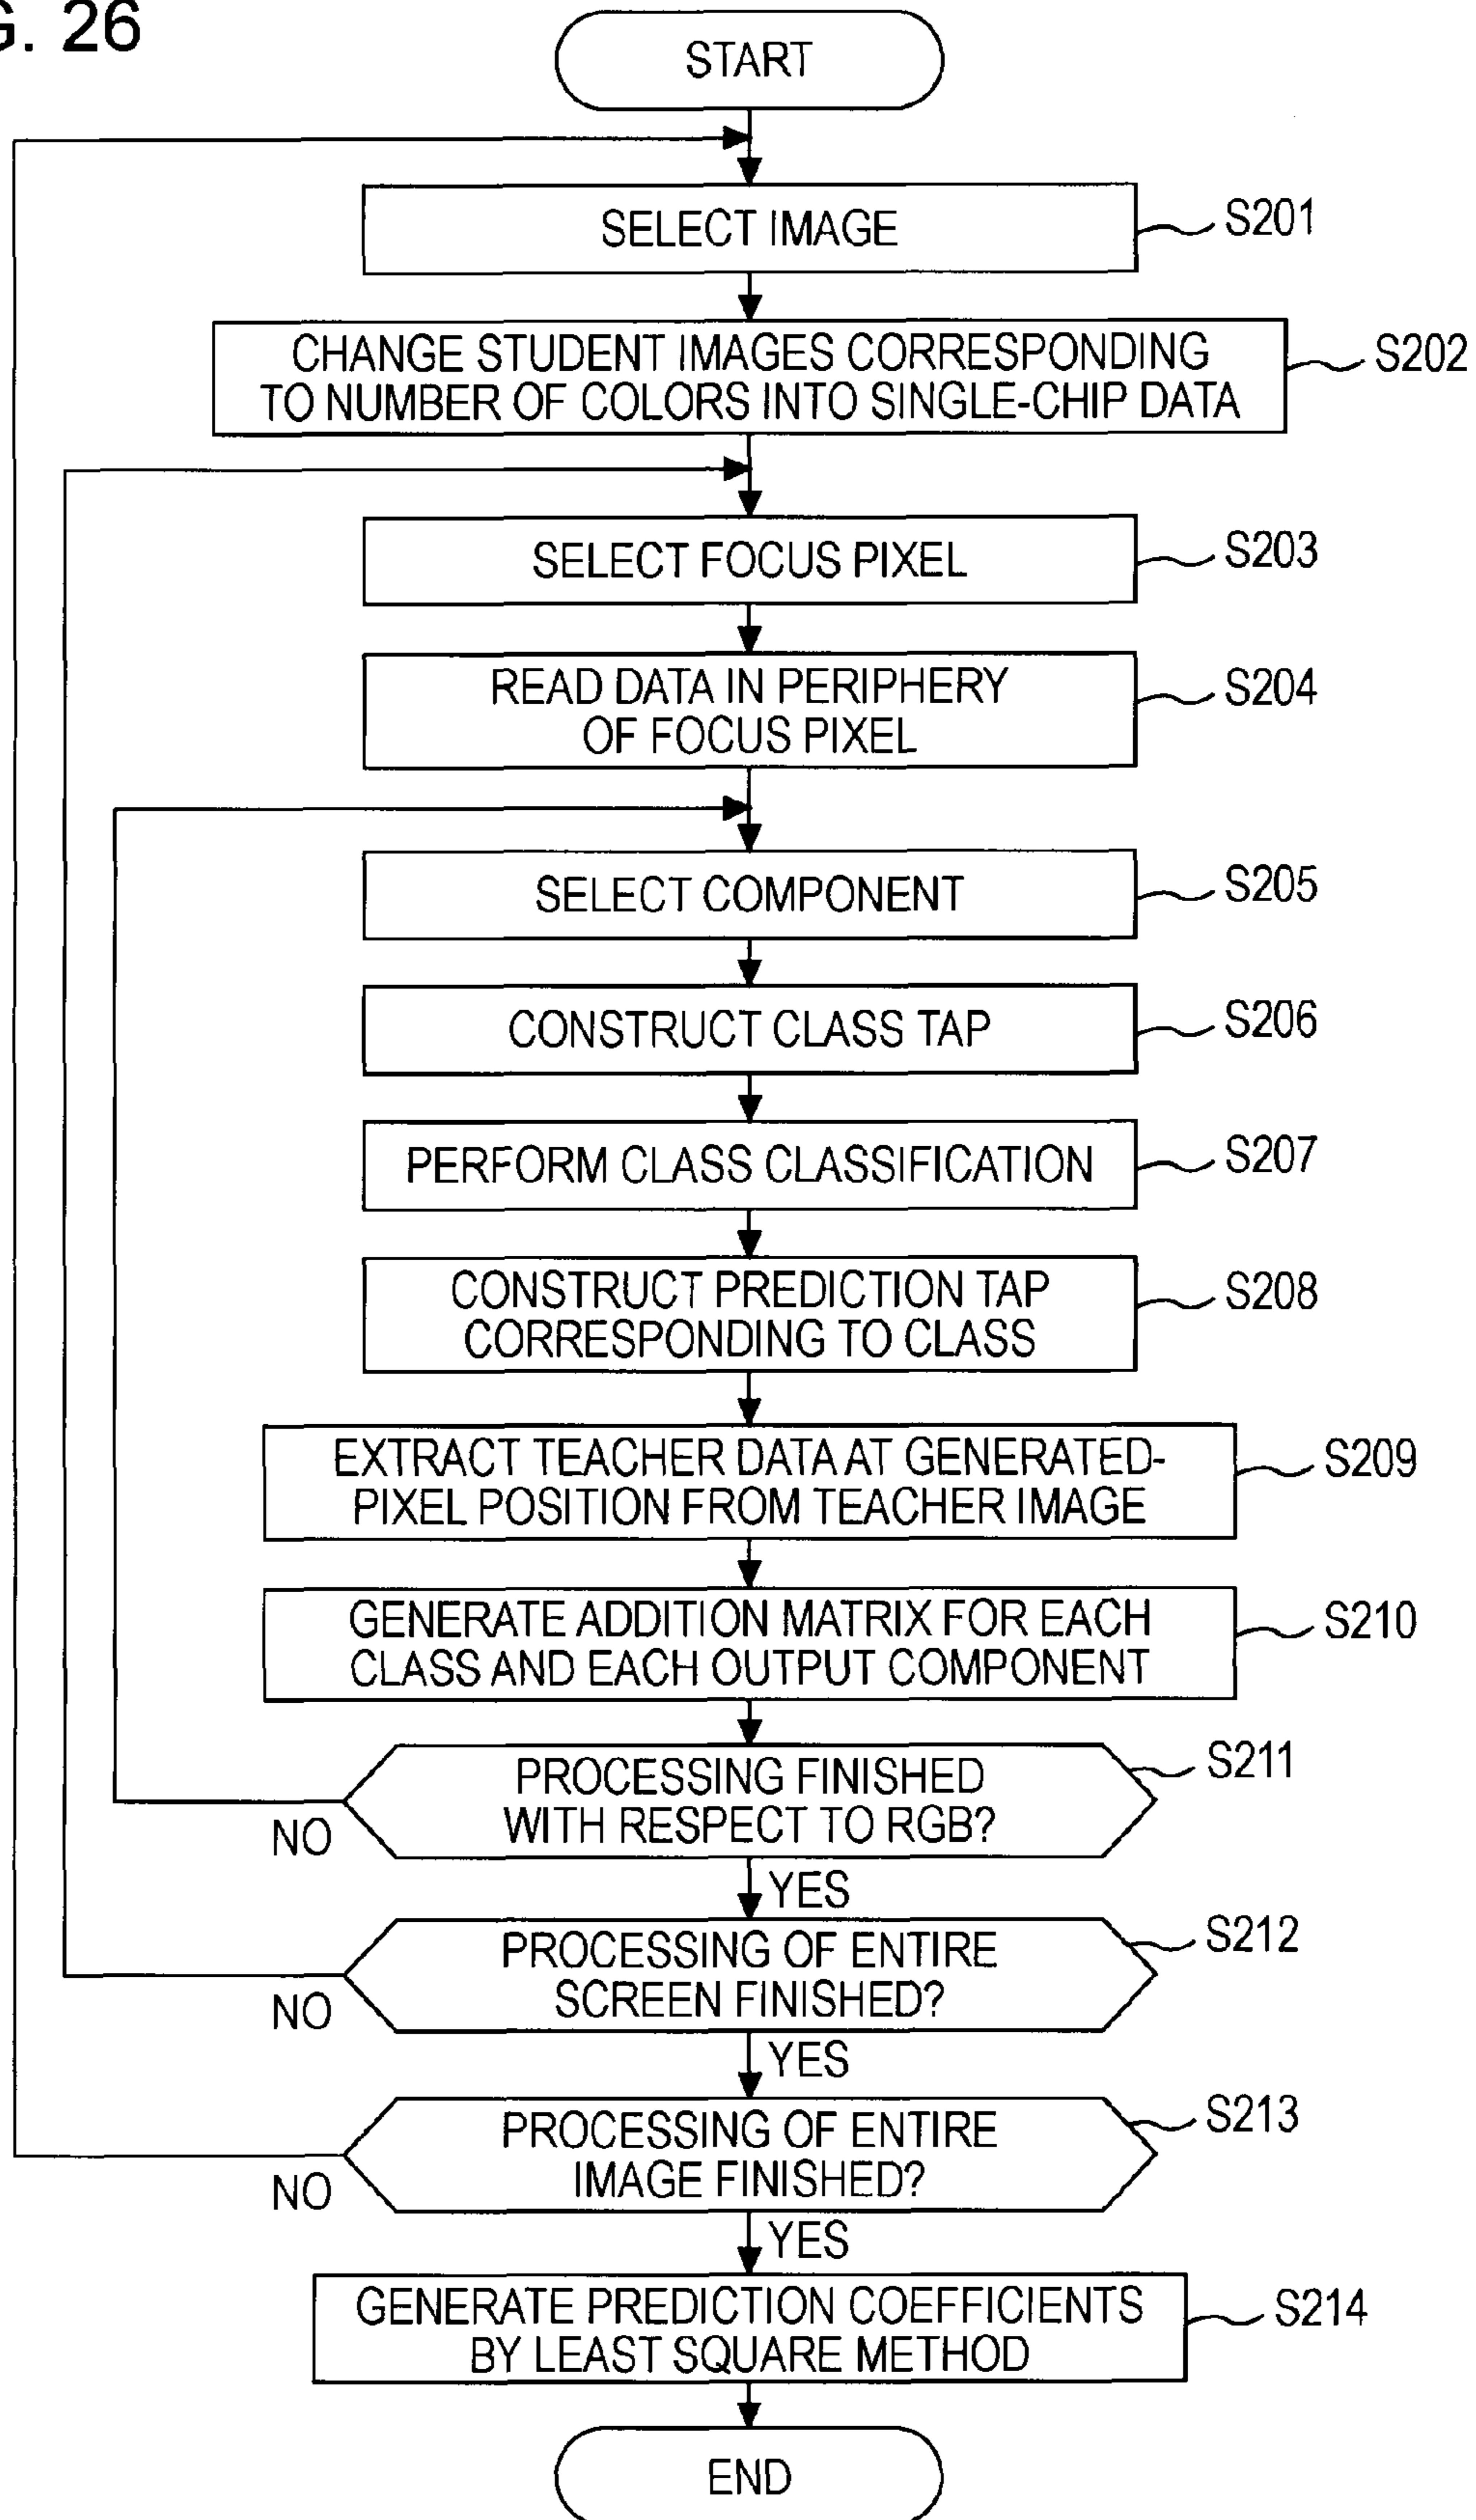 G. 26
START
SELECT IMAGE
S201
CHANGE STUDENT IMAGES CORRESPONDING
TO NUMBER OF COLORS INTO SINGLE-CHIP DATA
S202
SELECT FOCUS PIXEL
S203
READ DATA IN PERIPHERY
OF FOCUS PIXEL
S204
SELECT COMPONENT
S205
CONSTRUCT CLASS TAP
S206
PERFORM CLASS CLASSIFICATION
S207
CONSTRUCT PREDICTION TAP
CORRESPONDING TO CLASS
S208
EXTRACT TEACHER DATA AT GENERATED-
PIXEL POSITION FROM TEACHER IMAGE
S209
GENERATE ADDITION MATRIX FOR EACH
CLASS AND EACH OUTPUT COMPONENT
S210
PROCESSING FINISHED
WITH RESPECT TO RGB?
S211
NO
YES
PROCESSING OF ENTIRE
SCREEN FINISHED?
S212
NO
YES
PROCESSING OF ENTIRE
IMAGE FINISHED?
S213
NO
YES
GENERATE PREDICTION COEFFICIENTS
BY LEAST SQUARE METHOD
S214
END